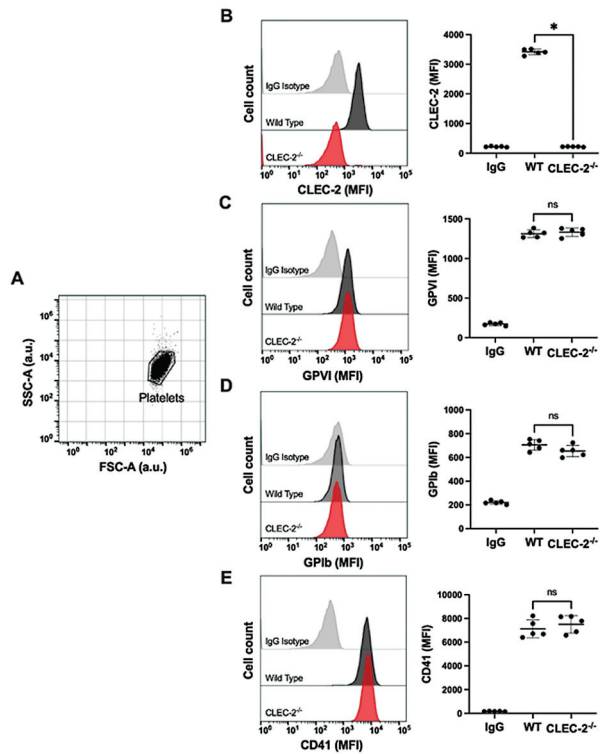 A
SSC-A (a.u.)
10⁶
10⁴
10²
10⁰
Platelets
10⁰ 10² 10⁴ 10⁶
FSC-A (a.u.)
B
Cell count
IgG Isotype
Wild Type
CLEC-2⁻/⁻
10⁰ 10¹ 10² 10³ 10⁴ 10⁵
CLEC-2 (MFI)
CLEC-2 (MFI)
4000
3000
2000
1000
0
*
IgG WT CLEC-2⁻/⁻
C
Cell count
IgG Isotype
Wild Type
CLEC-2⁻/⁻
10⁰ 10¹ 10² 10³ 10⁴ 10⁵
GPVI (MFI)
GPVI (MFI)
1500
1000
500
0
ns
IgG WT CLEC-2⁻/⁻
D
Cell count
IgG Isotype
Wild Type
CLEC-2⁻/⁻
10⁰ 10¹ 10² 10³ 10⁴ 10⁵
GPIb (MFI)
GPIb (MFI)
1000
800
600
400
200
0
ns
IgG WT CLEC-2⁻/⁻
E
Cell count
IgG Isotype
Wild Type
CLEC-2⁻/⁻
10⁰ 10¹ 10² 10³ 10⁴ 10⁵
CD41 (MFI)
CD41 (MFI)
10000
8000
6000
4000
2000
0
ns
IgG WT CLEC-2⁻/⁻